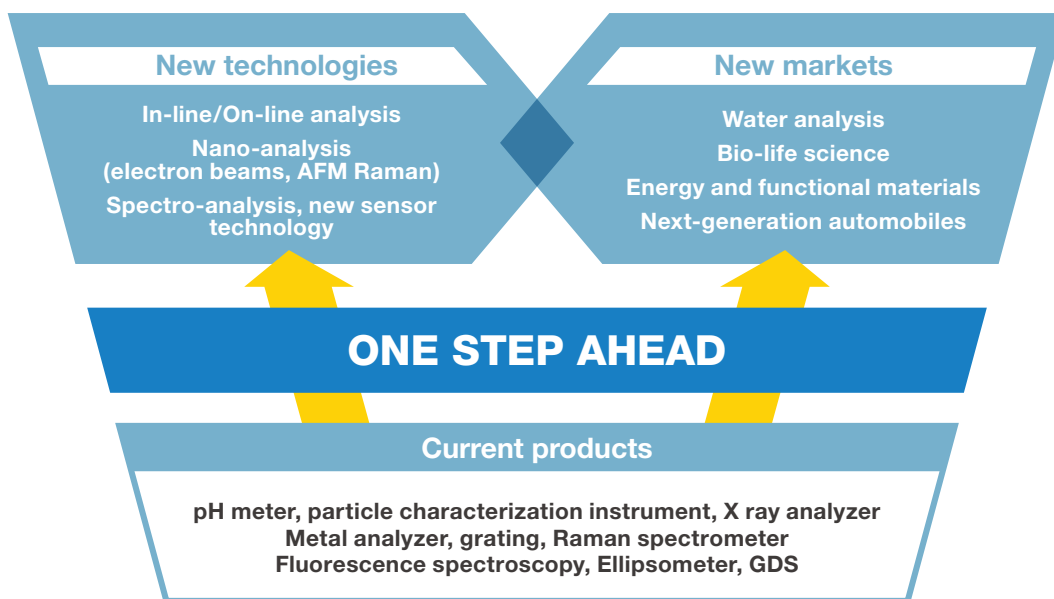 New technologies
In-line/On-line analysis
Nano-analysis
(electron beams, AFM Raman)
Spectro-analysis, new sensor
technology
New markets
Water analysis
Bio-life science
Energy and functional materials
Next-generation automobiles
ONE STEP AHEAD
Current products
pH meter, particle characterization instrument, X ray analyzer
Metal analyzer, grating, Raman spectrometer
Fluorescence spectroscopy, Ellipsometer, GDS